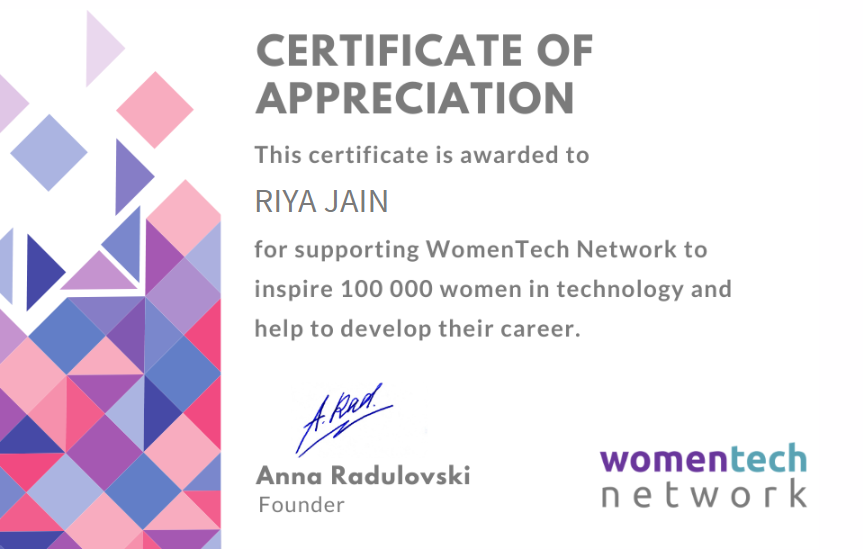 CERTIFICATE OF
APPRECIATION
This certificate is awarded to
RIYA JAIN
for supporting WomenTech Network to
inspire 100 000 women in technology and
help to develop their career.
A. Rad.
Anna Radulovski
Founder
womentech
network